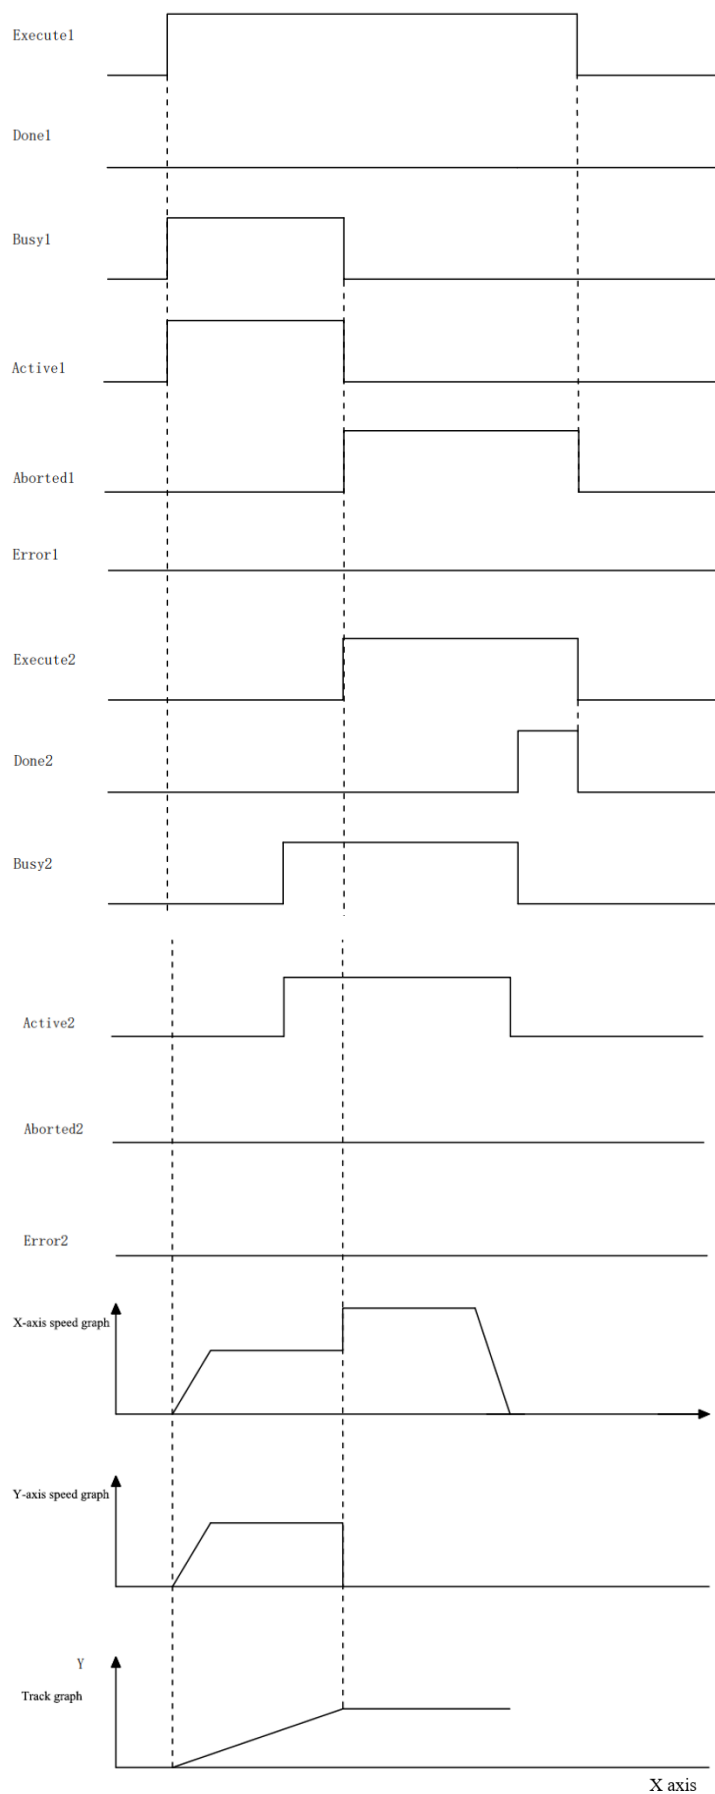 Execute1
Done1
Busy1
Active1
Aborted1
Error1
Execute2
Done2
Busy2
Active2
Aborted2
Error2
X-axis speed graph
Y-axis speed graph
Y
Track graph
X axis